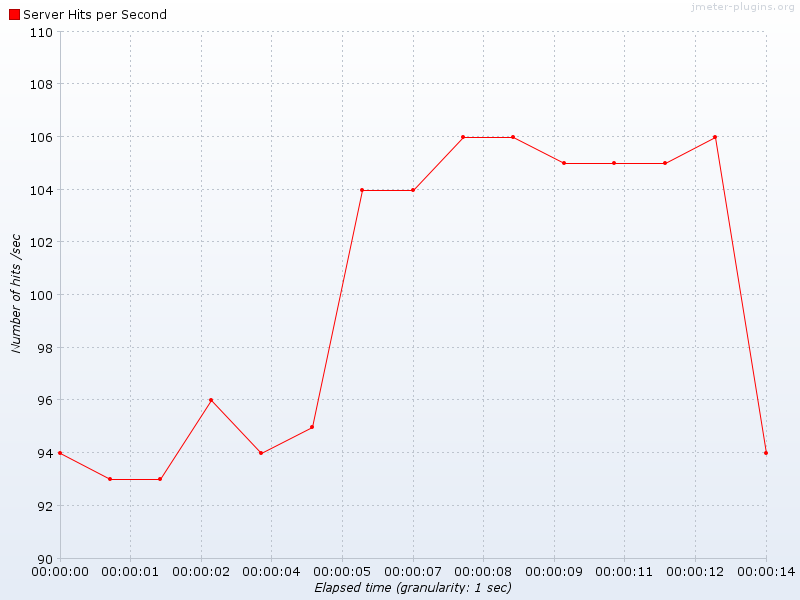 jmeter-plugins.org
Server Hits per Second
110
108
106
104
102
100
98
96
94
92
90
Number of hits /sec
00:00:00 00:00:01 00:00:02 00:00:04 00:00:05 00:00:07 00:00:08 00:00:09 00:00:11 00:00:12 00:00:14
Elapsed time (granularity: 1 sec)